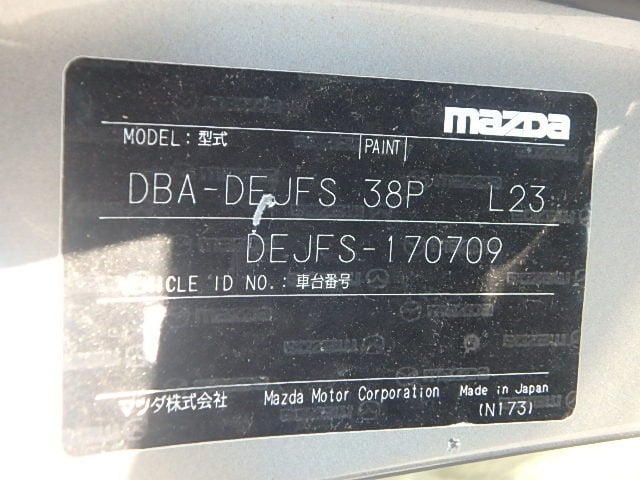 mazda
MODEL: 型式 PAINT
DBA-DEJFS 38P L23
DEJFS-170709
VEHICLE ID NO.: 車台番号
マツダ株式会社 Mazda Motor Corporation Made in Japan
(N173)